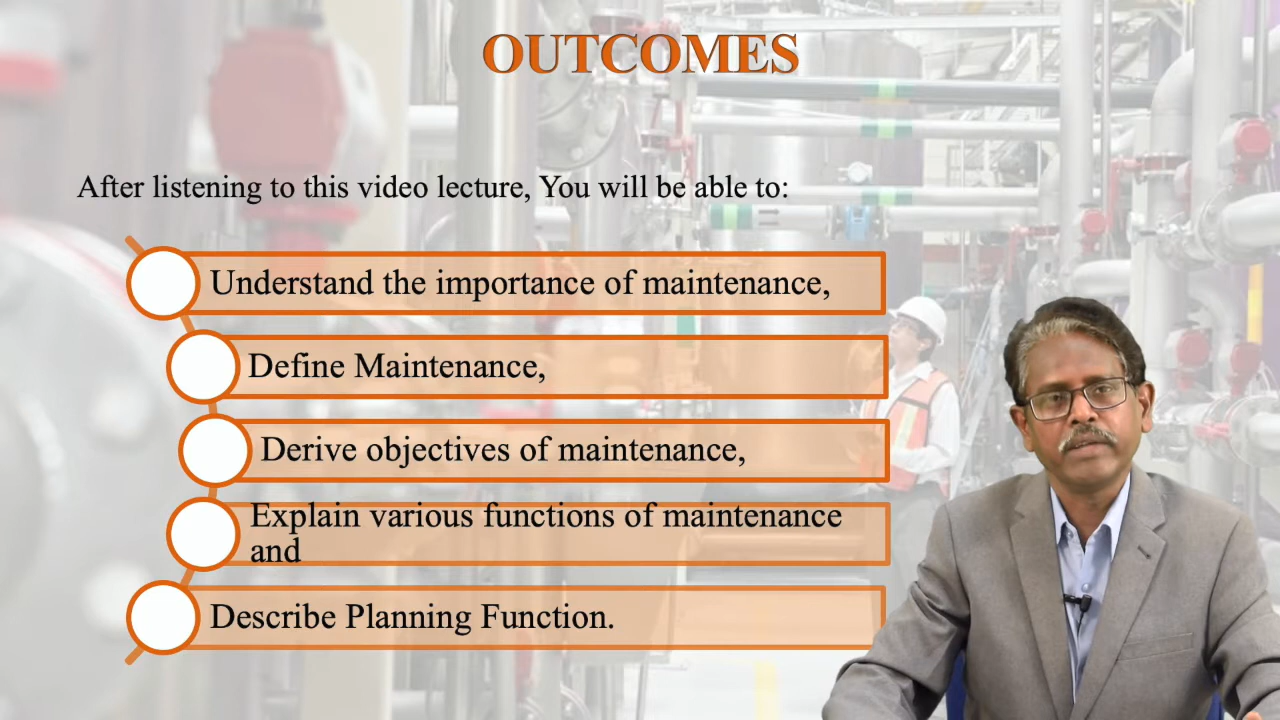 OUTCOMES
After listening to this video lecture, You will be able to:
Understand the importance of maintenance,
Define Maintenance,
Derive objectives of maintenance,
Explain various functions of maintenance
and
Describe Planning Function.